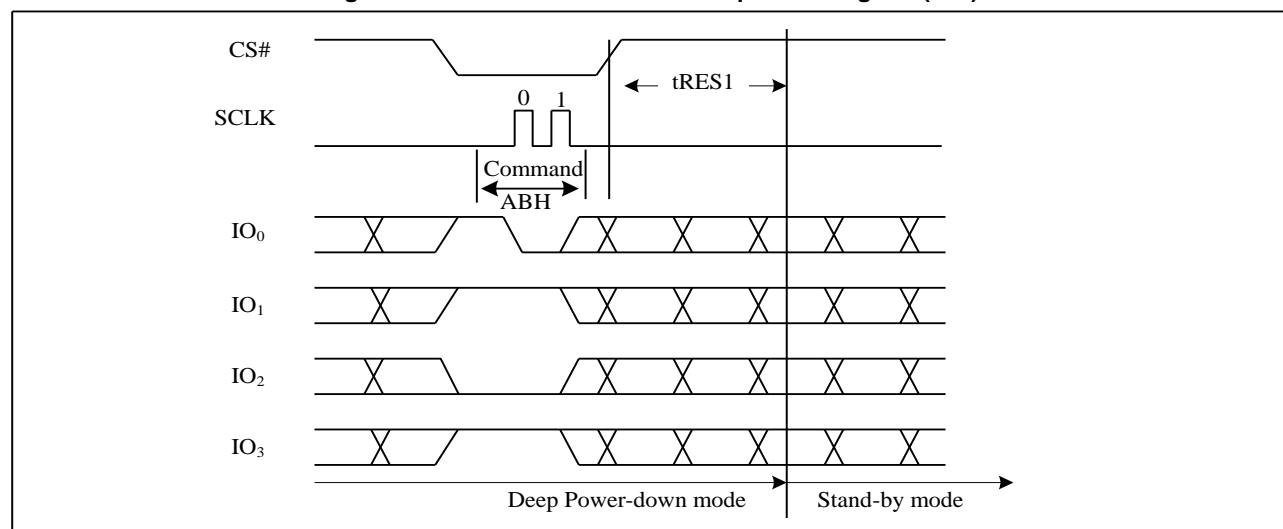 CS#
tRES1
0 1
SCLK
Command
ABH
IO0
IO1
IO2
IO3
Deep Power-down mode Stand-by mode